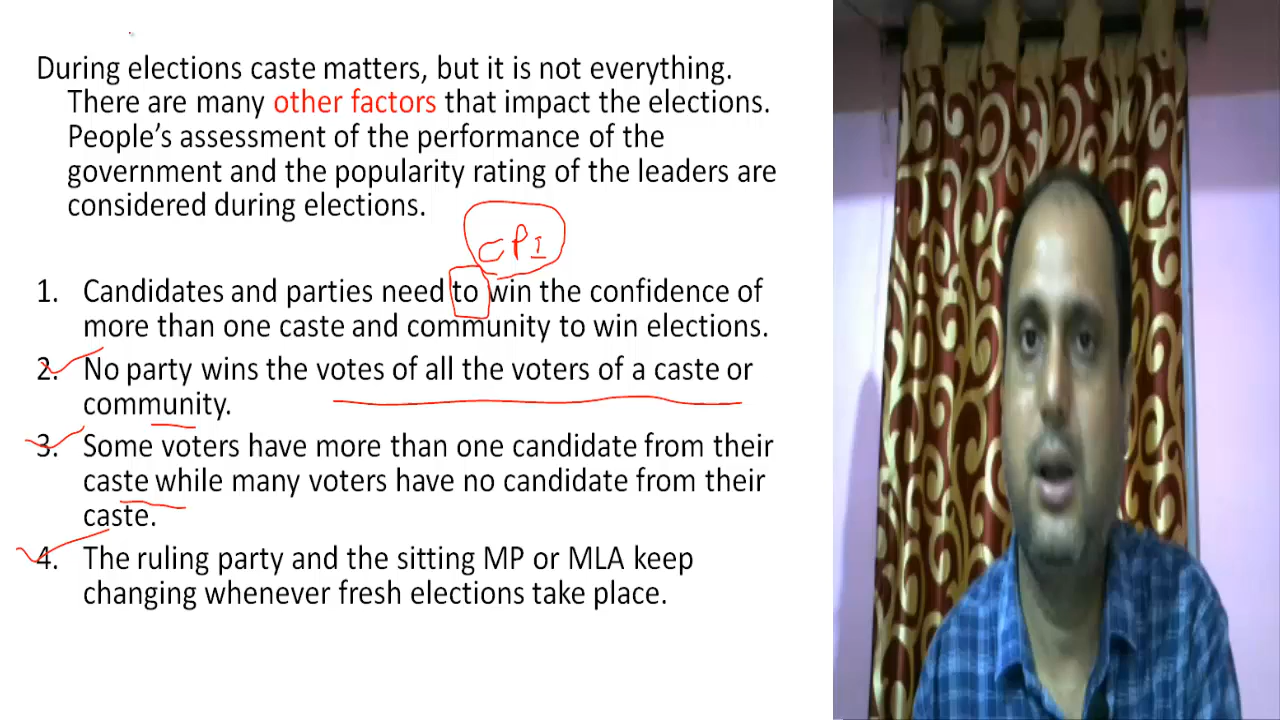 During elections caste matters, but it is not everything.
There are many other factors that impact the elections.
People’s assessment of the performance of the
government and the popularity rating of the leaders are
considered during elections.
CPI
1. Candidates and parties need to win the confidence of
more than one caste and community to win elections.
2. No party wins the votes of all the voters of a caste or
community.
3. Some voters have more than one candidate from their
caste while many voters have no candidate from their
caste.
4. The ruling party and the sitting MP or MLA keep
changing whenever fresh elections take place.